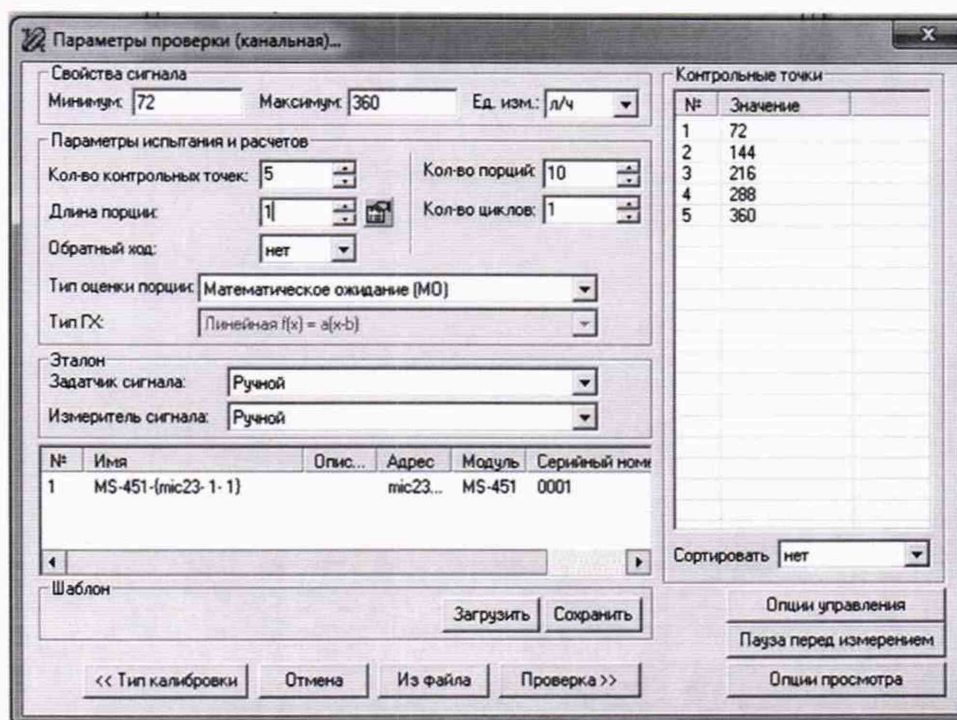 Параметры проверки (канальная)...
Свойства сигнала
Минимум: 72 Максимум: 360 Ед. изм.: л/ч
Параметры испытания и расчетов
Кол-во контрольных точек: 5 Кол-во порций: 10
Длина порции: 1 Кол-во циклов: 1
Обратный ход: нет
Тип оценки порции: Математическое ожидание (МО)
Тип ГХ: Линейная f(x) = a(x-b)
Эталон
Задатчик сигнала: Ручной
Измеритель сигнала: Ручной
№ Имя Опис... Адрес Модуль Серийный номе
1 MS-451-{mic23- 1- 1} mic23... MS-451 0001
Шаблон
Загрузить Сохранить
<< Тип калибровки Отмена Из файла Проверка >>
Контрольные точки
№ Значение
1 72
2 144
3 216
4 288
5 360
Сортировать нет
Опции управления
Пауза перед измерением
Опции просмотра